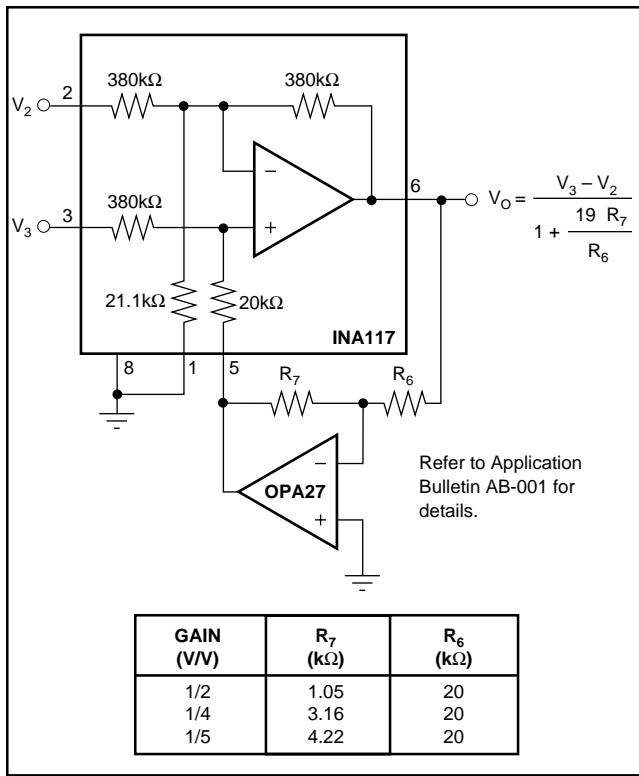 380kΩ
380kΩ
V2
2
−
6
VO = V3 – V2 / 1 + 19 R7 / R6
V3
3
380kΩ
+
21.1kΩ
20kΩ
INA117
8
1
5
R7
R6
−
OPA27
+
Refer to Application
Bulletin AB-001 for
details.
GAIN
(V/V)
R7
(kΩ)
R6
(kΩ)
1/2 1.05 20
1/4 3.16 20
1/5 4.22 20